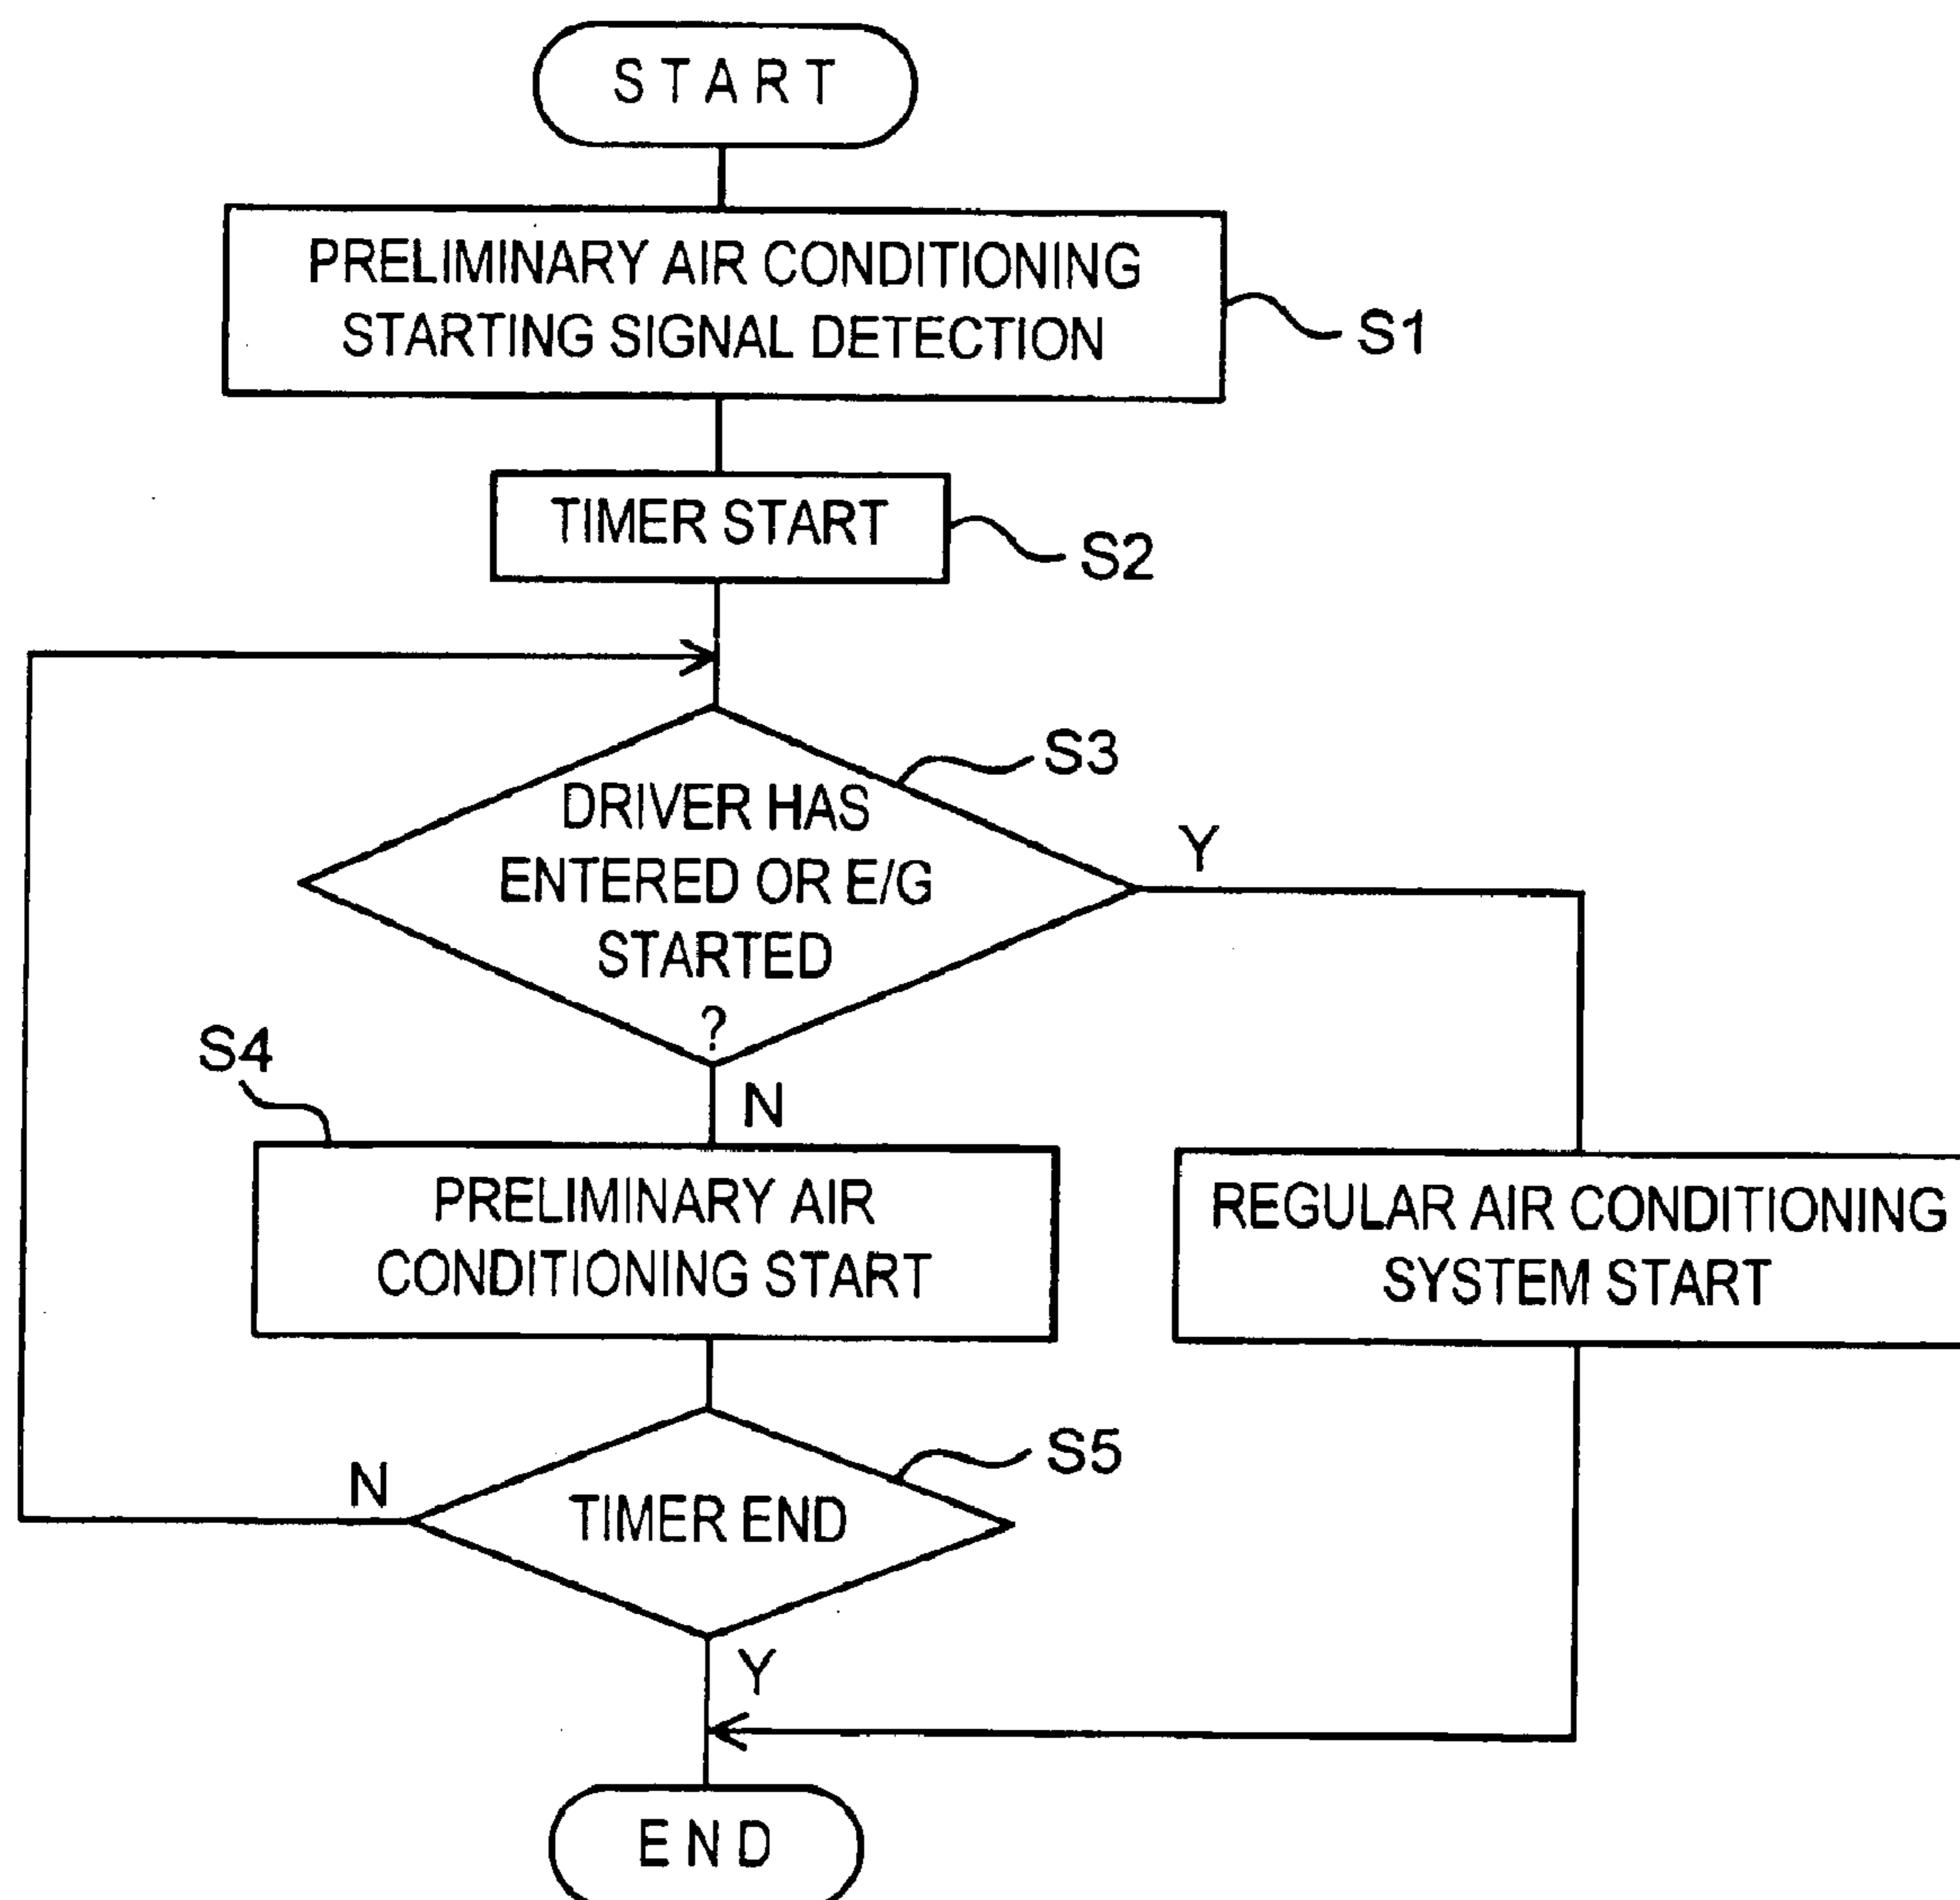 START
PRELIMINARY AIR CONDITIONING
STARTING SIGNAL DETECTION
S1
TIMER START
S2
S3
DRIVER HAS
ENTERED OR E/G
STARTED
?
Y
N
S4
PRELIMINARY AIR
CONDITIONING START
REGULAR AIR CONDITIONING
SYSTEM START
S5
N
TIMER END
Y
END